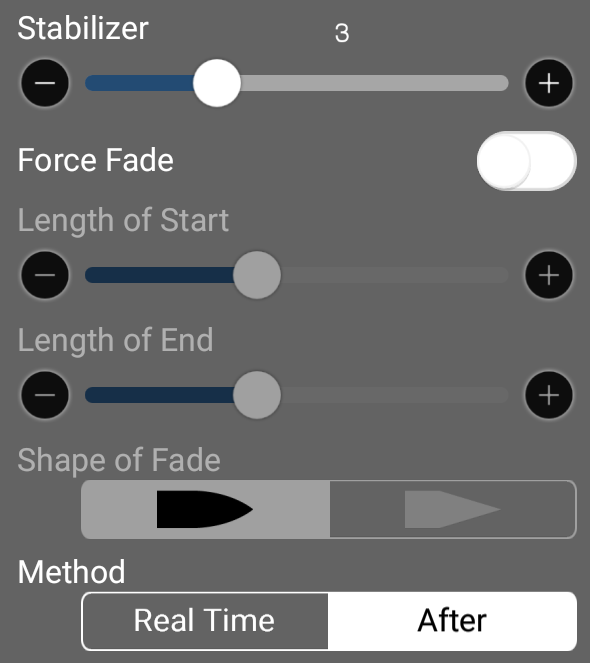 Stabilizer 3
Force Fade
Length of Start
Length of End
Shape of Fade
Method
Real Time After